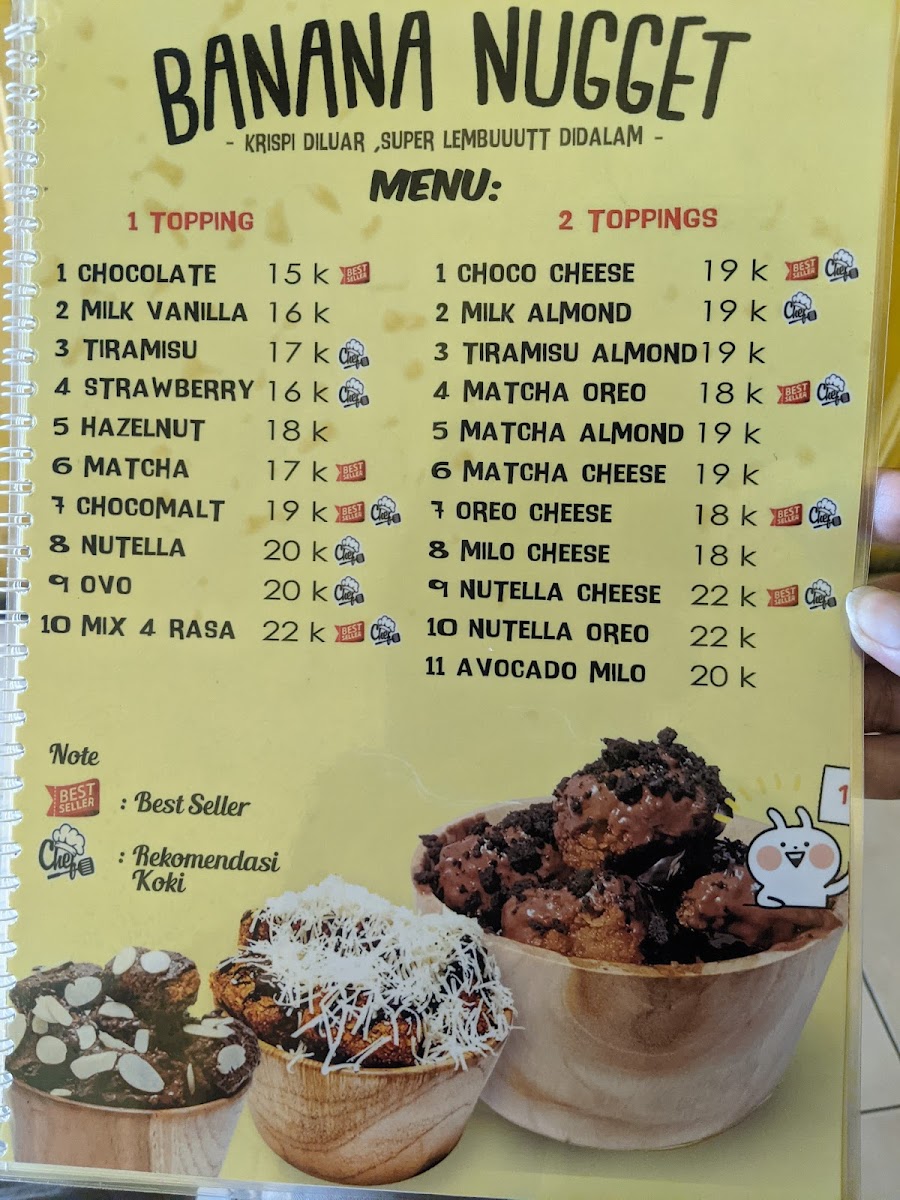 BANANA NUGGET
- KRISPI DILUAR ,SUPER LEMBUUUTT DIDALAM -
MENU:
1 TOPPING
1 CHOCOLATE 15 k BEST SELLER
2 MILK VANILLA 16 k
3 TIRAMISU 17 k Chef
4 STRAWBERRY 16 k Chef
5 HAZELNUT 18 k
6 MATCHA 17 k BEST SELLER
7 CHOCOMALT 19 k BEST SELLER Chef
8 NUTELLA 20 k Chef
9 OVO 20 k Chef
10 MIX 4 RASA 22 k BEST SELLER Chef
2 TOPPINGS
1 CHOCO CHEESE 19 k BEST SELLER Chef
2 MILK ALMOND 19 k Chef
3 TIRAMISU ALMOND 19 k
4 MATCHA OREO 18 k BEST SELLER Chef
5 MATCHA ALMOND 19 k
6 MATCHA CHEESE 19 k
7 OREO CHEESE 18 k BEST SELLER Chef
8 MILO CHEESE 18 k
9 NUTELLA CHEESE 22 k BEST SELLER Chef
10 NUTELLA OREO 22 k
11 AVOCADO MILO 20 k
Note
BEST SELLER : Best Seller
Chef : Rekomendasi
Koki
1